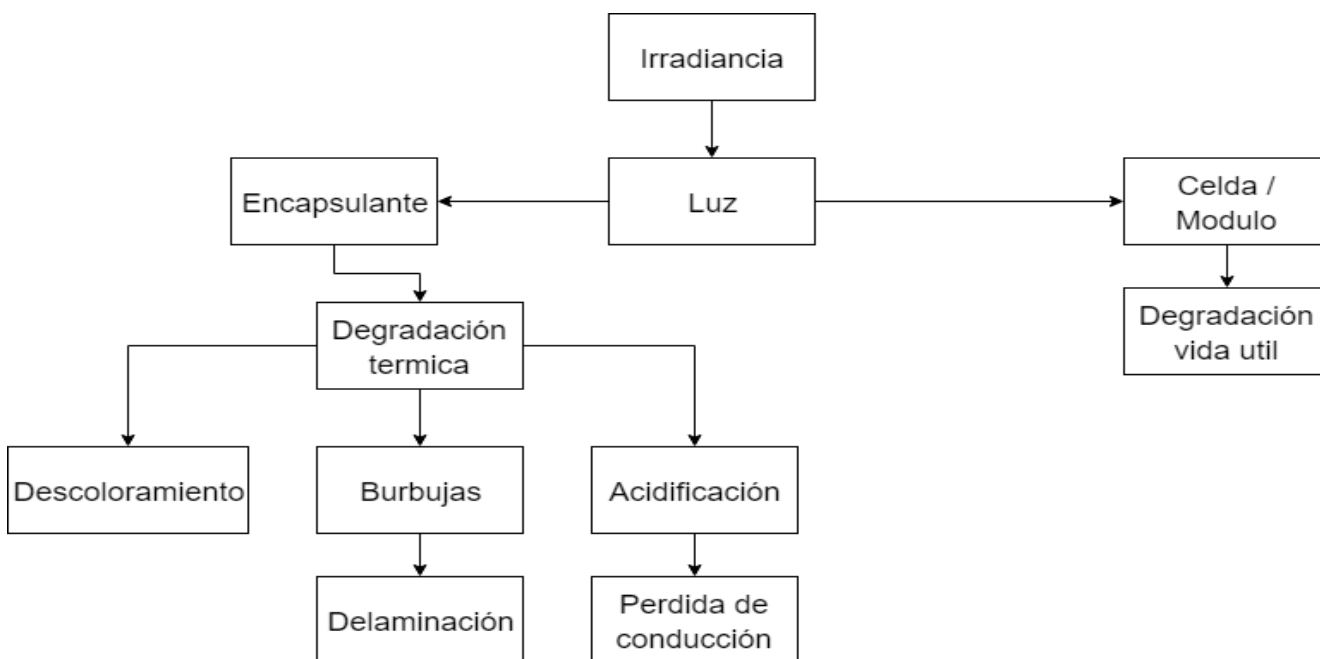 Irradiancia
Encapsulante
Luz
Celda /
Modulo
Degradación
termica
Degradación
vida util
Descoloramiento
Burbujas
Acidificación
Delaminación
Perdida de
conducción